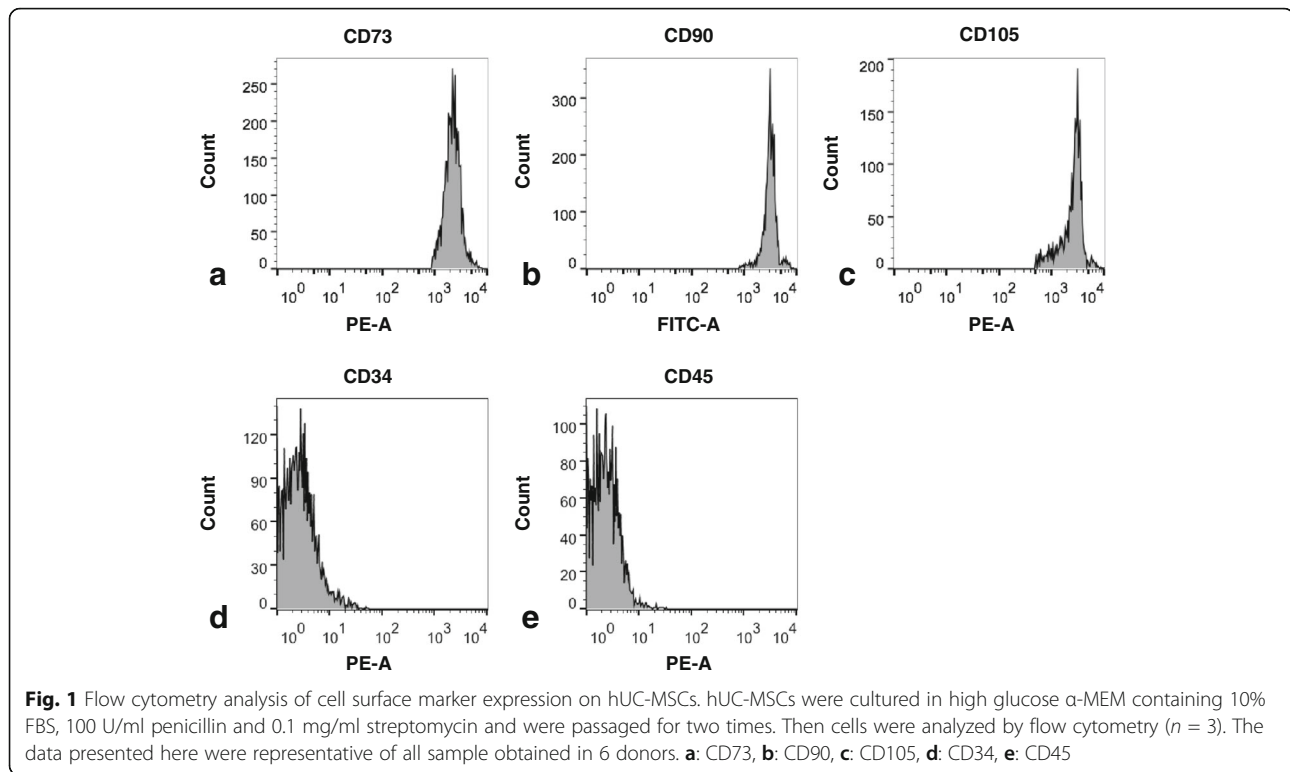 CD73
CD90
CD105
250
200
150
100
50
0
Count
10^0 10^1 10^2 10^3 10^4
PE-A
a
300
200
100
0
Count
10^0 10^1 10^2 10^3 10^4
FITC-A
b
200
150
100
50
0
Count
10^0 10^1 10^2 10^3 10^4
PE-A
c
CD34
CD45
120
90
60
30
0
Count
10^0 10^1 10^2 10^3 10^4
PE-A
d
100
80
60
40
20
0
Count
10^0 10^1 10^2 10^3 10^4
PE-A
e
Fig. 1 Flow cytometry analysis of cell surface marker expression on hUC-MSCs. hUC-MSCs were cultured in high glucose α-MEM containing 10%
FBS, 100 U/ml penicillin and 0.1 mg/ml streptomycin and were passaged for two times. Then cells were analyzed by flow cytometry (n = 3). The
data presented here were representative of all sample obtained in 6 donors. a: CD73, b: CD90, c: CD105, d: CD34, e: CD45